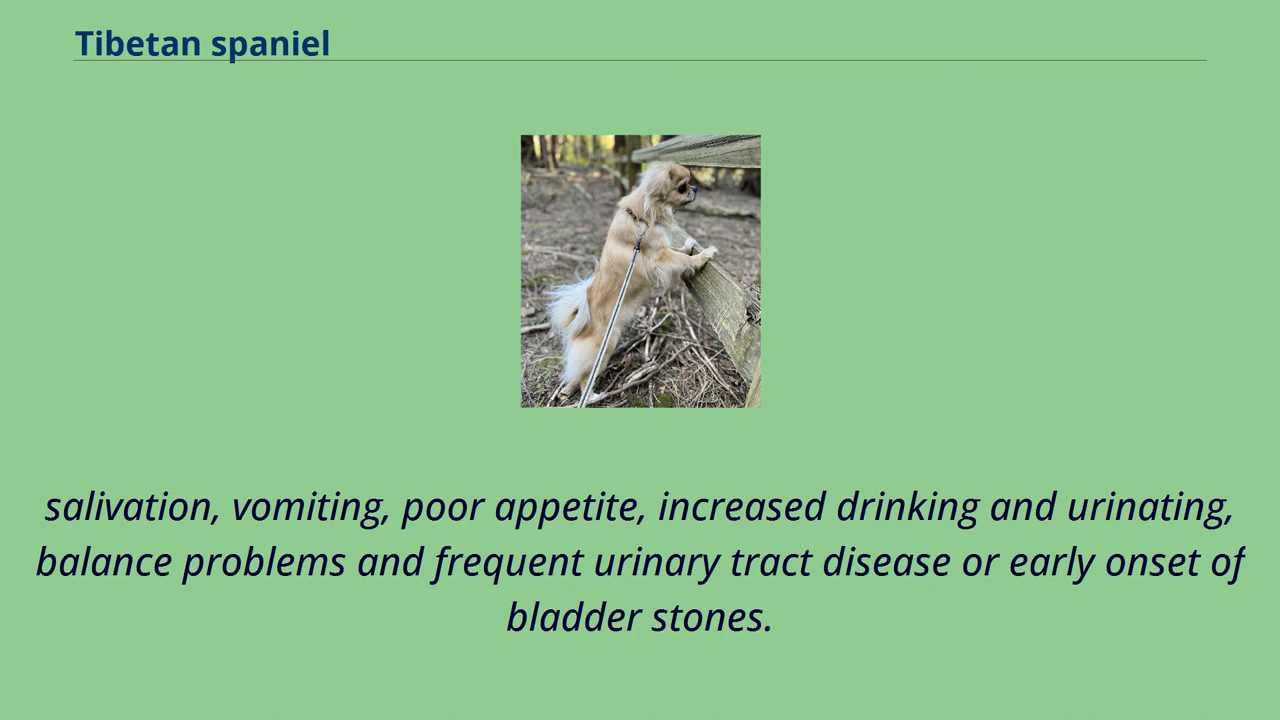 Tibetan spaniel
salivation, vomiting, poor appetite, increased drinking and urinating,
balance problems and frequent urinary tract disease or early onset of
bladder stones.